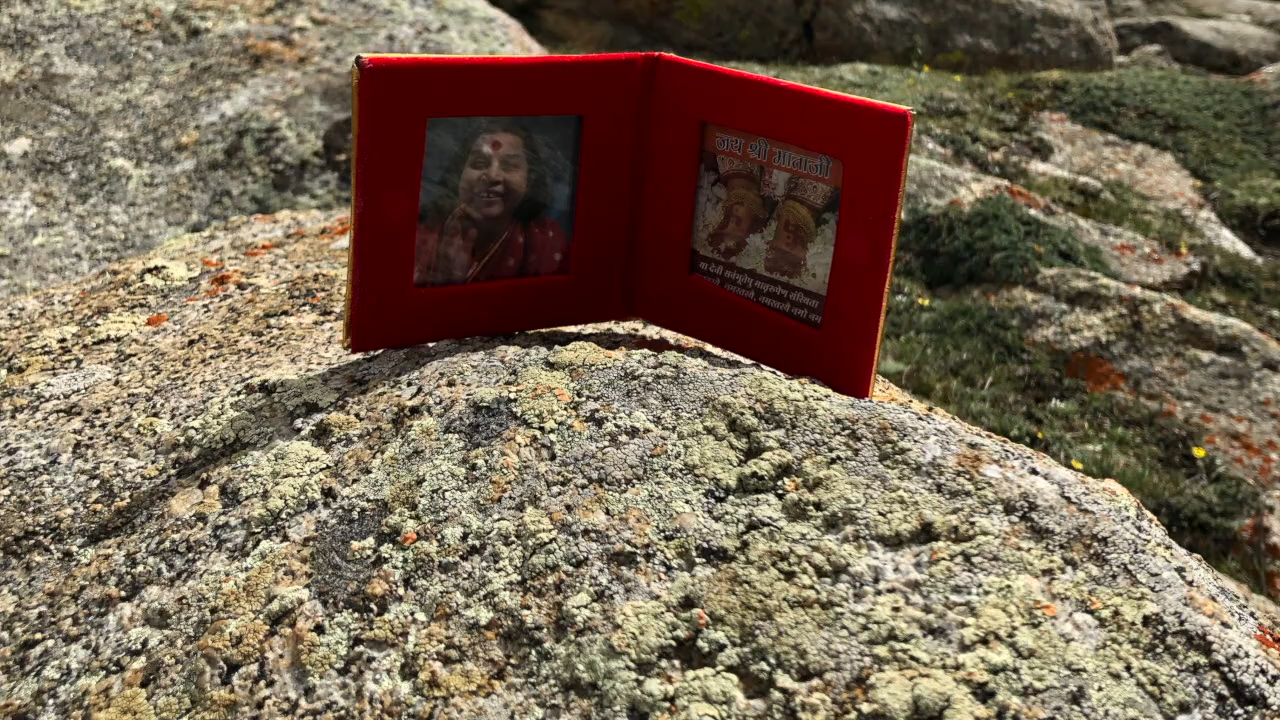 जय श्री माताजी
या देवी सर्वभूतेषु मातृरूपेण संस्थिता
नमस्तस्यै, नमस्तस्यै नमो नम